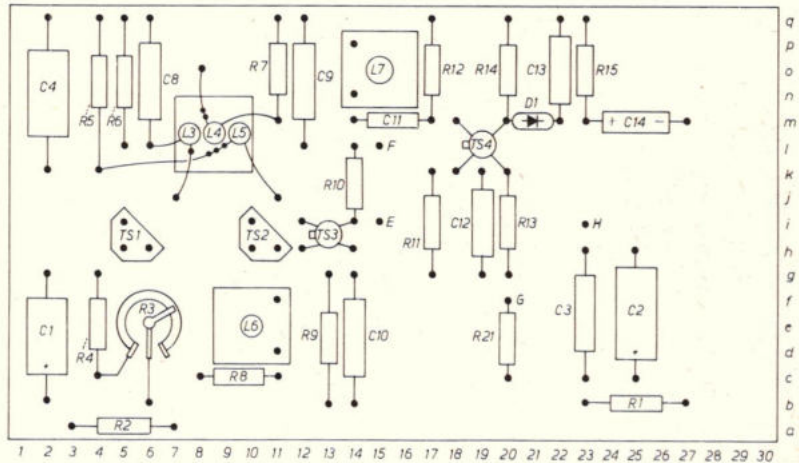 q
p
C4 R5 R6 C8 R7 C9 L7 R12 R14 C13 R15 o
n
C11 D1 + C14 - m
L3 L4 L5 F TS4 l
R10 k
j
TS1 TS2 TS3 E R11 C12 R13 H i
h
g
C1 R4 R3 L6 R9 C10 G R21 C3 C2 f
e
+ R8 + d
c
R1 b
R2 a
1 2 3 4 5 6 7 8 9 10 11 12 13 14 15 16 17 18 19 20 21 22 23 24 25 26 27 28 29 30